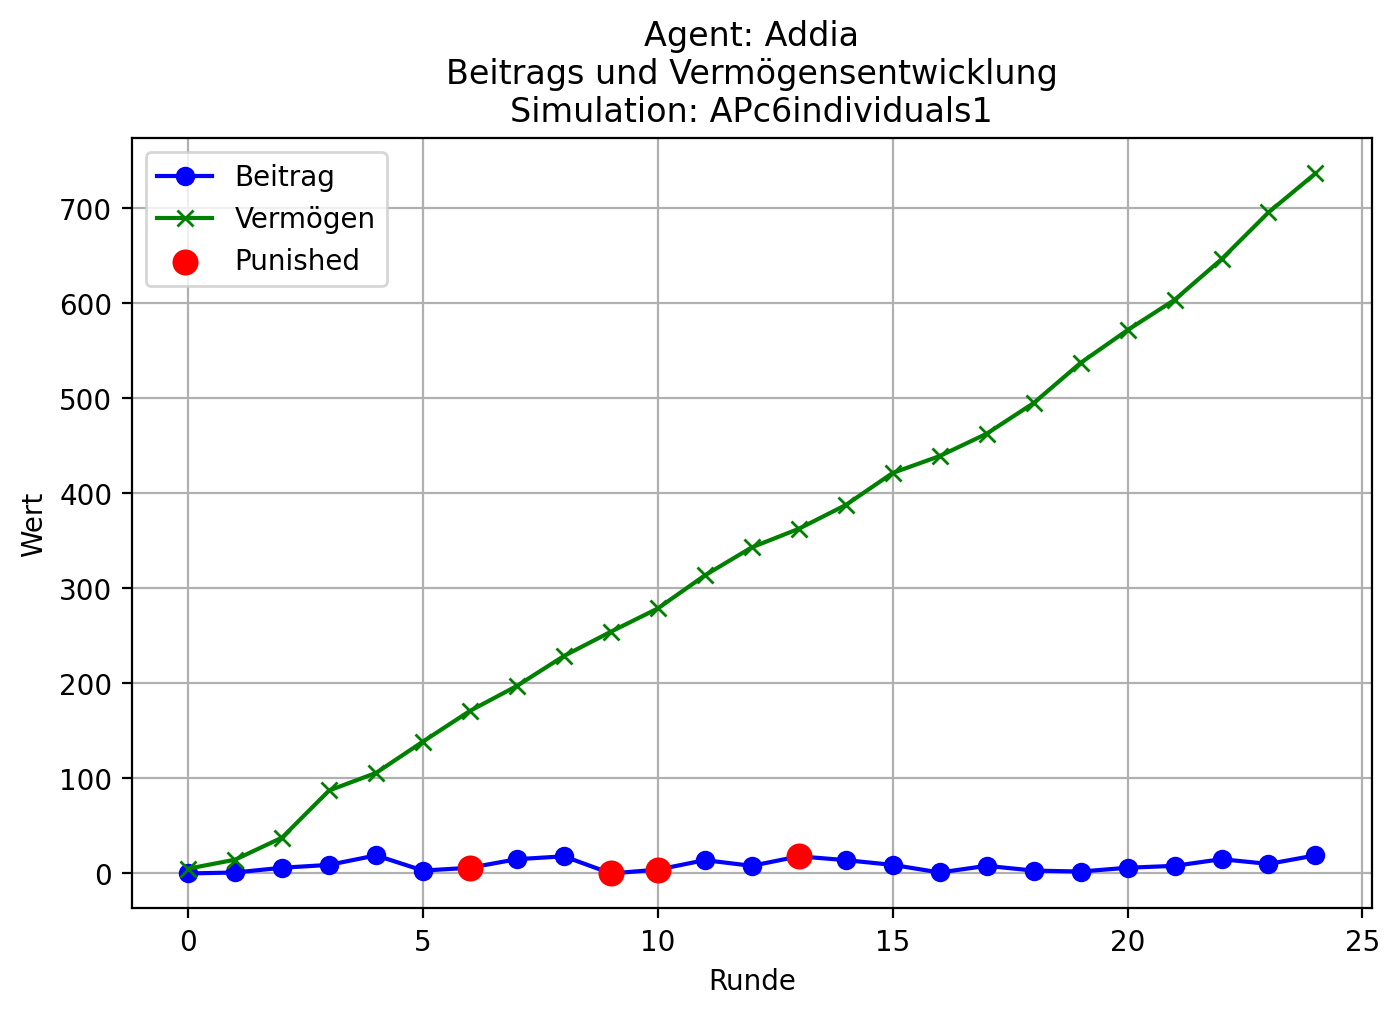 Agent: Addia
Beitrags und Vermögensentwicklung
Simulation: APc6individuals1
Beitrag
Vermögen
Punished
700
600
500
400
300
200
100
0
Wert
0 5 10 15 20 25
Runde